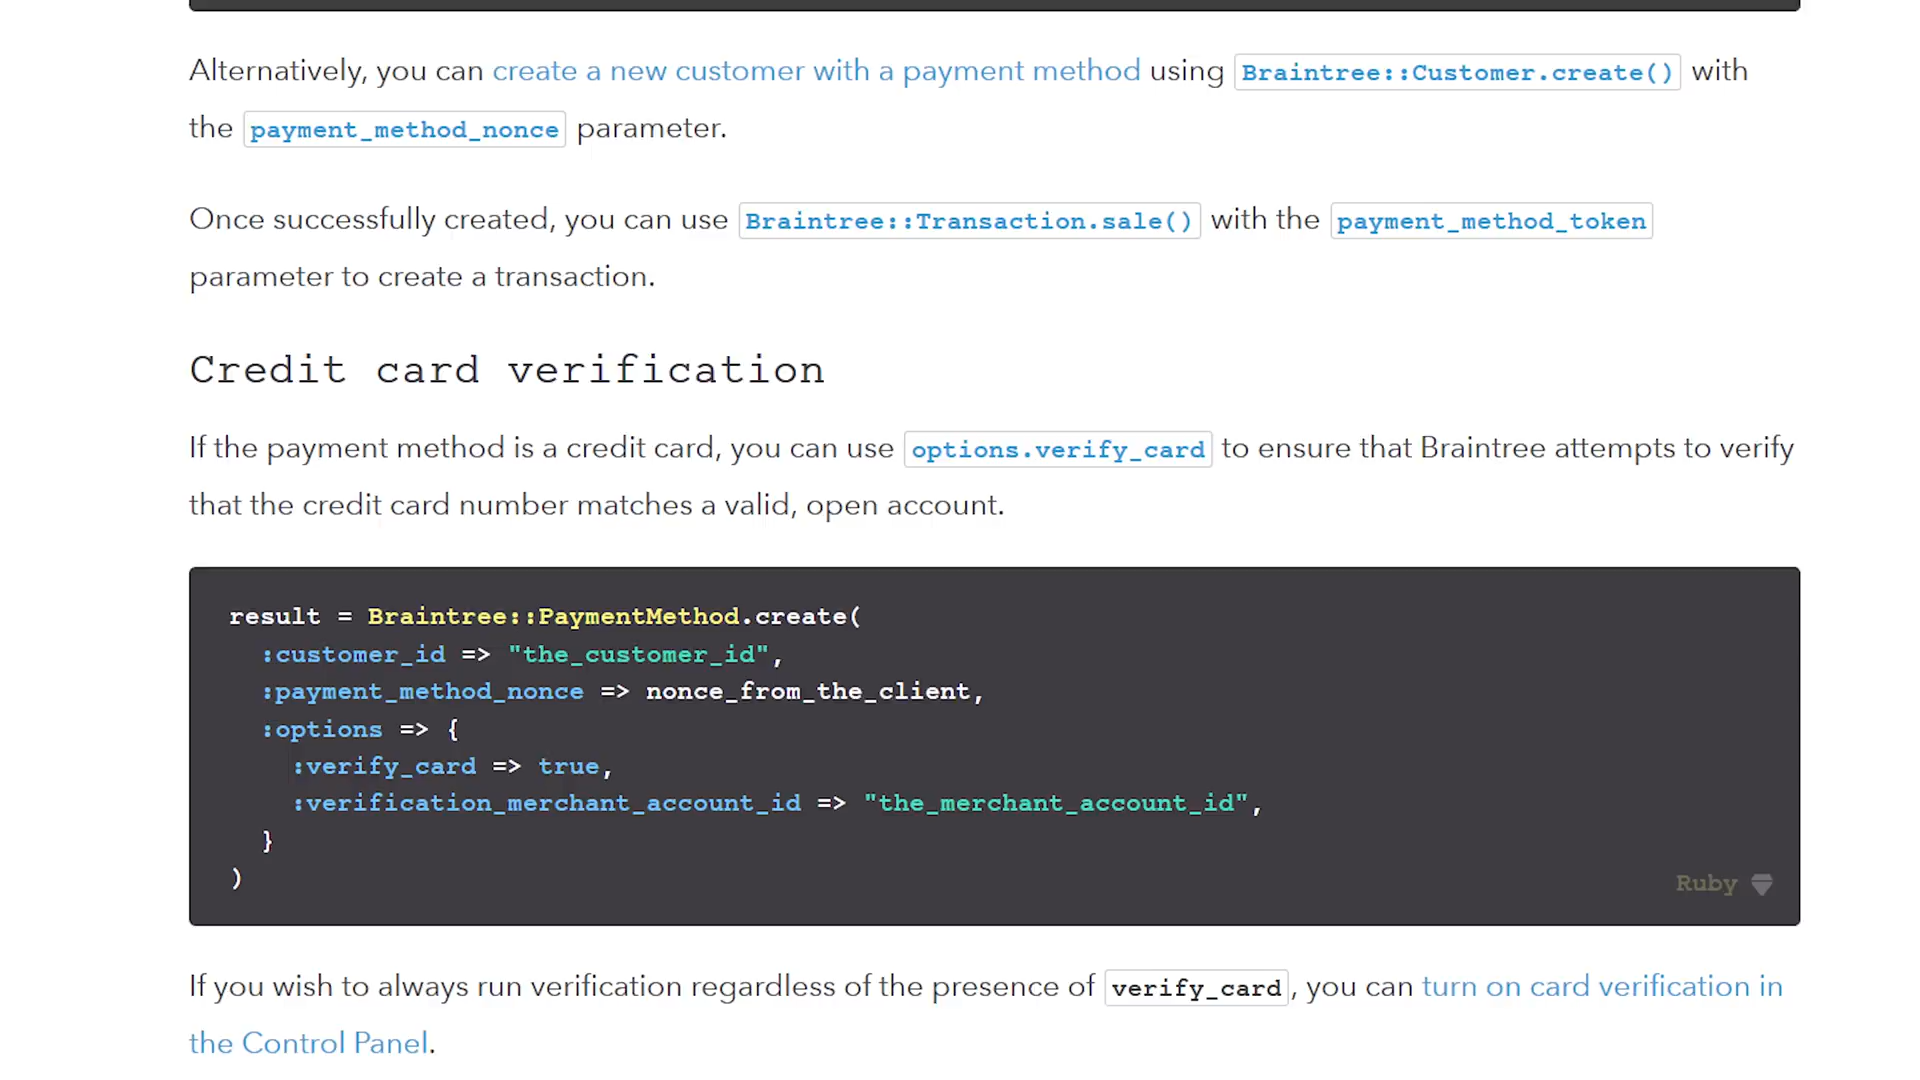 Alternatively, you can create a new customer with a payment method using Braintree::Customer.create() with
the payment_method_nonce parameter.
Once successfully created, you can use Braintree::Transaction.sale() with the payment_method_token
parameter to create a transaction.
Credit card verification
If the payment method is a credit card, you can use options.verify_card to ensure that Braintree attempts to verify
that the credit card number matches a valid, open account.
result = Braintree::PaymentMethod.create(
  :customer_id => "the_customer_id",
  :payment_method_nonce => nonce_from_the_client,
  :options => {
    :verify_card => true,
    :verification_merchant_account_id => "the_merchant_account_id",
  }
)
Ruby
If you wish to always run verification regardless of the presence of verify_card, you can turn on card verification in
the Control Panel.